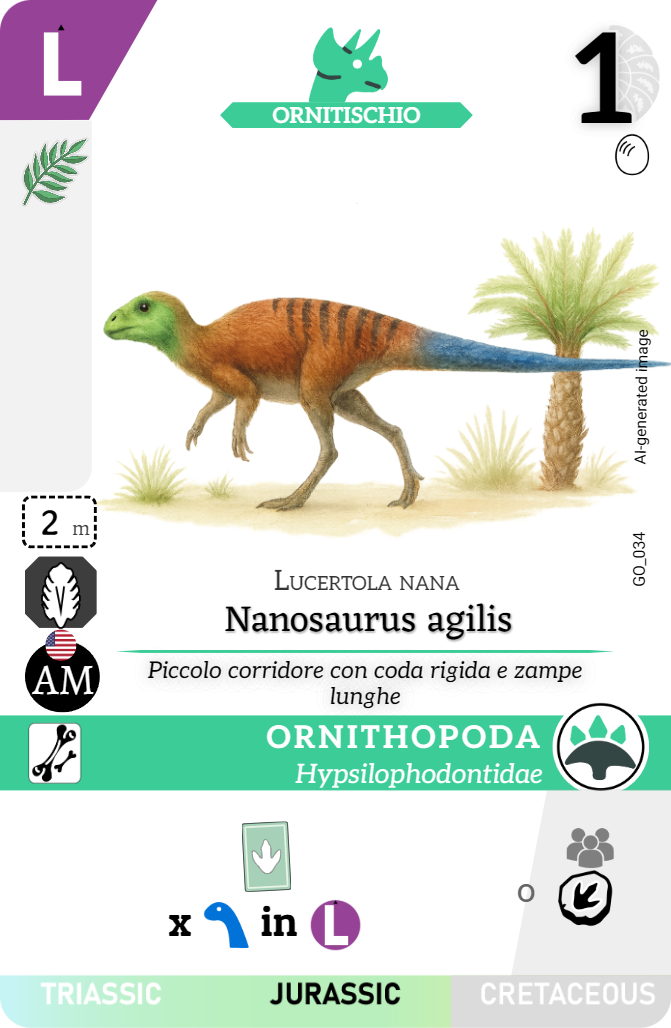 L
ORNITISCHIO
1
AI-generated image
2 m
GO_034
Lucertola nana
Nanosaurus agilis
AM
Piccolo corridore con coda rigida e zampe
lunghe
ORNITHOPODA
Hypsilophodontidae
o
x in L
TRIASSIC JURASSIC CRETACEOUS